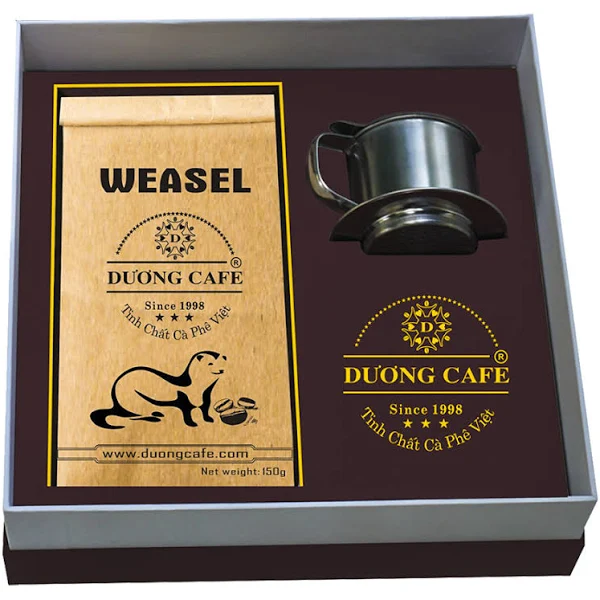 WEASEL
D
DƯƠNG CAFE ®
Since 1998
★ ★ ★
Tinh Chất Cà Phê Việt
www.duongcafe.com
Net weight: 150g
D
DƯƠNG CAFE ®
Since 1998
★ ★ ★
Tinh Chất Cà Phê Việt